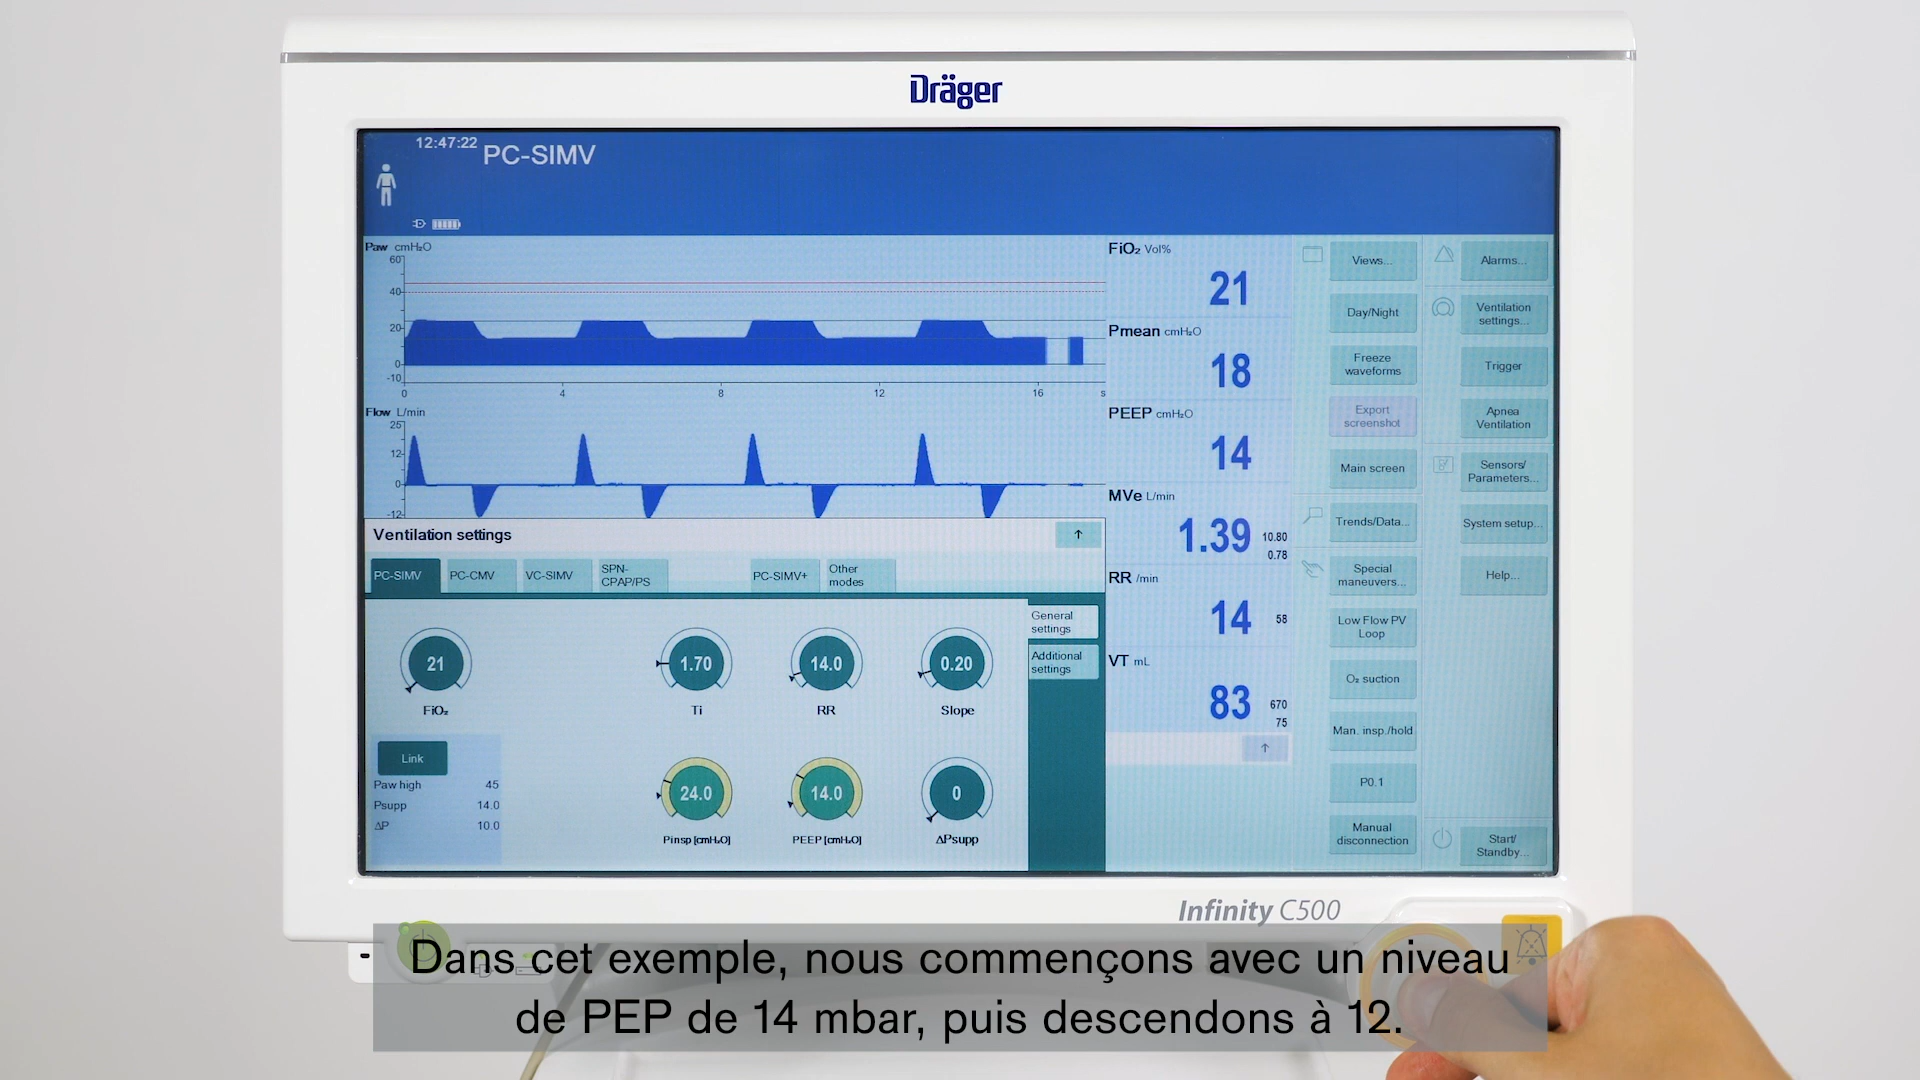 Dräger
12:47:22
PC-SIMV
Paw cmH₂O
60
40
20
0
-10
0 4 8 12 16 s
Flow L/min
25
12
0
-12
FiO₂ Vol%
21
Pmean cmH₂O
18
PEEP cmH₂O
14
MVe L/min
1.39
10.80
0.78
RR /min
14
58
VT mL
83
670
75
Views...
Day/Night
Freeze
waveforms
Export
screenshot
Main screen
Trends/Data...
Special
maneuvers...
Low Flow PV
Loop
O₂ suction
Man. insp./hold
P0.1
Manual
disconnection
Alarms...
Ventilation
settings...
Trigger
Apnea
Ventilation
Sensors/
Parameters...
System setup...
Help...
Start/
Standby...
Ventilation settings
PC-SIMV
PC-CMV
VC-SIMV
SPN-
CPAP/PS
PC-SIMV+
Other
modes
General
settings
Additional
settings
21
FiO₂
1.70
Ti
14.0
RR
0.20
Slope
Link
Paw high 45
Psupp 14.0
ΔP 10.0
24.0
Pinsp [cmH₂O]
14.0
PEEP [cmH₂O]
0
ΔPsupp
Infinity C500
Dans cet exemple, nous commençons avec un niveau
de PEP de 14 mbar, puis descendons à 12.